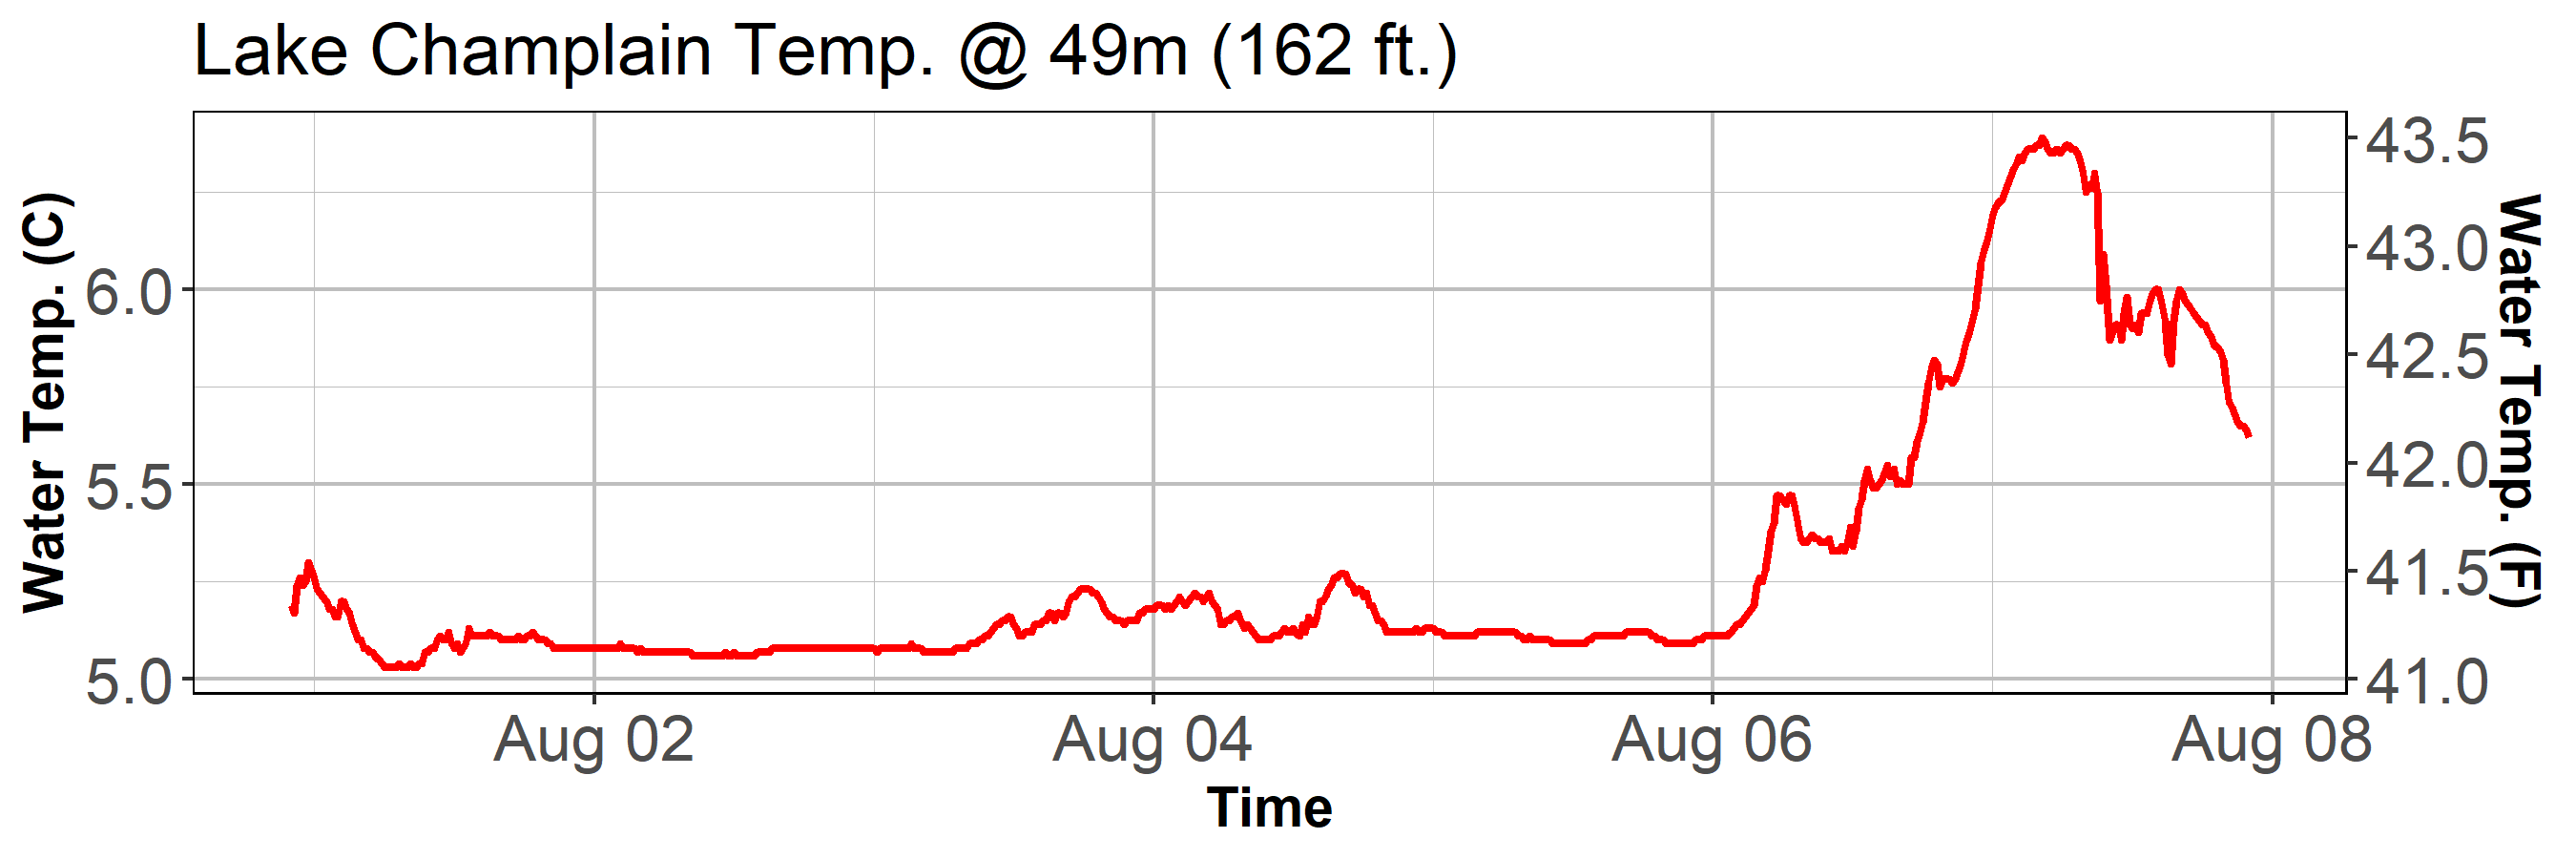 Lake Champlain Temp. @ 49m (162 ft.)
Water Temp. (C)
6.0
5.5
5.0
43.5
43.0
42.5
42.0
41.5
41.0
Water Temp. (F)
Aug 02 Aug 04 Aug 06 Aug 08
Time